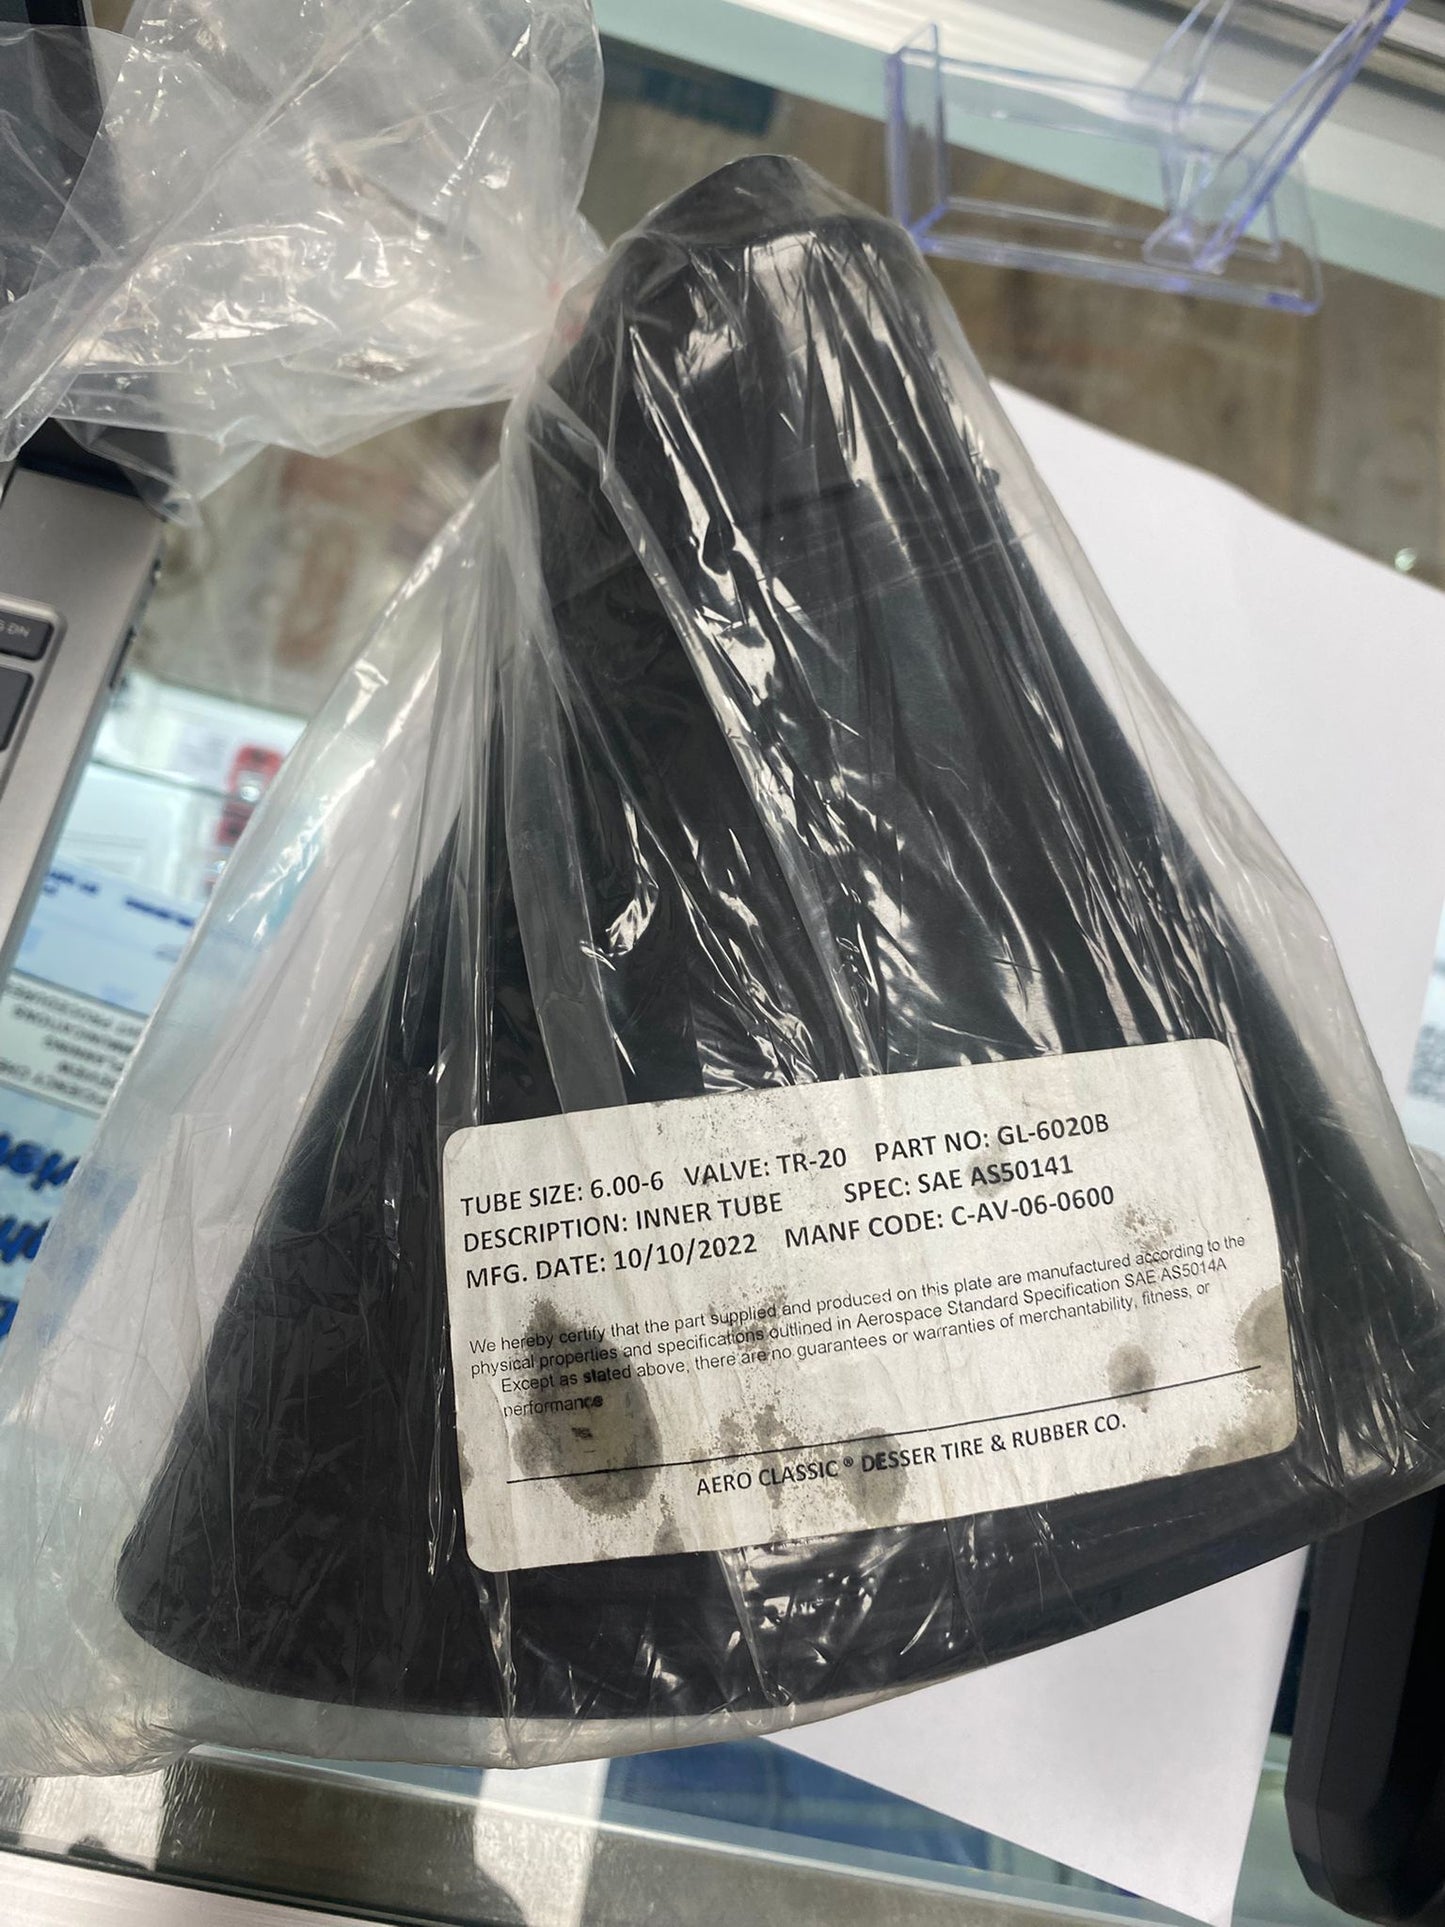 TUBE SIZE: 6.00-6 VALVE: TR-20 PART NO: GL-6020B
DESCRIPTION: INNER TUBE SPEC: SAE AS50141
MFG. DATE: 10/10/2022 MANF CODE: C-AV-06-0600
We hereby certify that the part supplied and produced on this plate are manufactured according to the
physical properties and specifications outlined in Aerospace Standard Specification SAE AS5014A
Except as stated above, there are no guarantees or warranties of merchantability, fitness, or
performance
AERO CLASSIC ® DESSER TIRE & RUBBER CO.